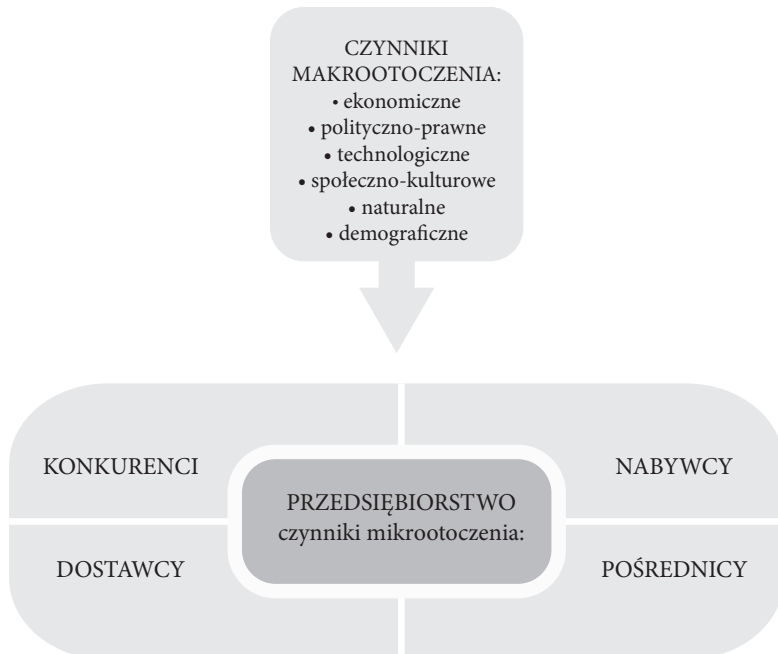 CZYNNIKI
MAKROOTOCZENIA:
• ekonomiczne
• polityczno-prawne
• technologiczne
• społeczno-kulturowe
• naturalne
• demograficzne
KONKURENCI
NABYWCY
PRZEDSIĘBIORSTWO
czynniki mikrootoczenia:
DOSTAWCY
POŚREDNICY